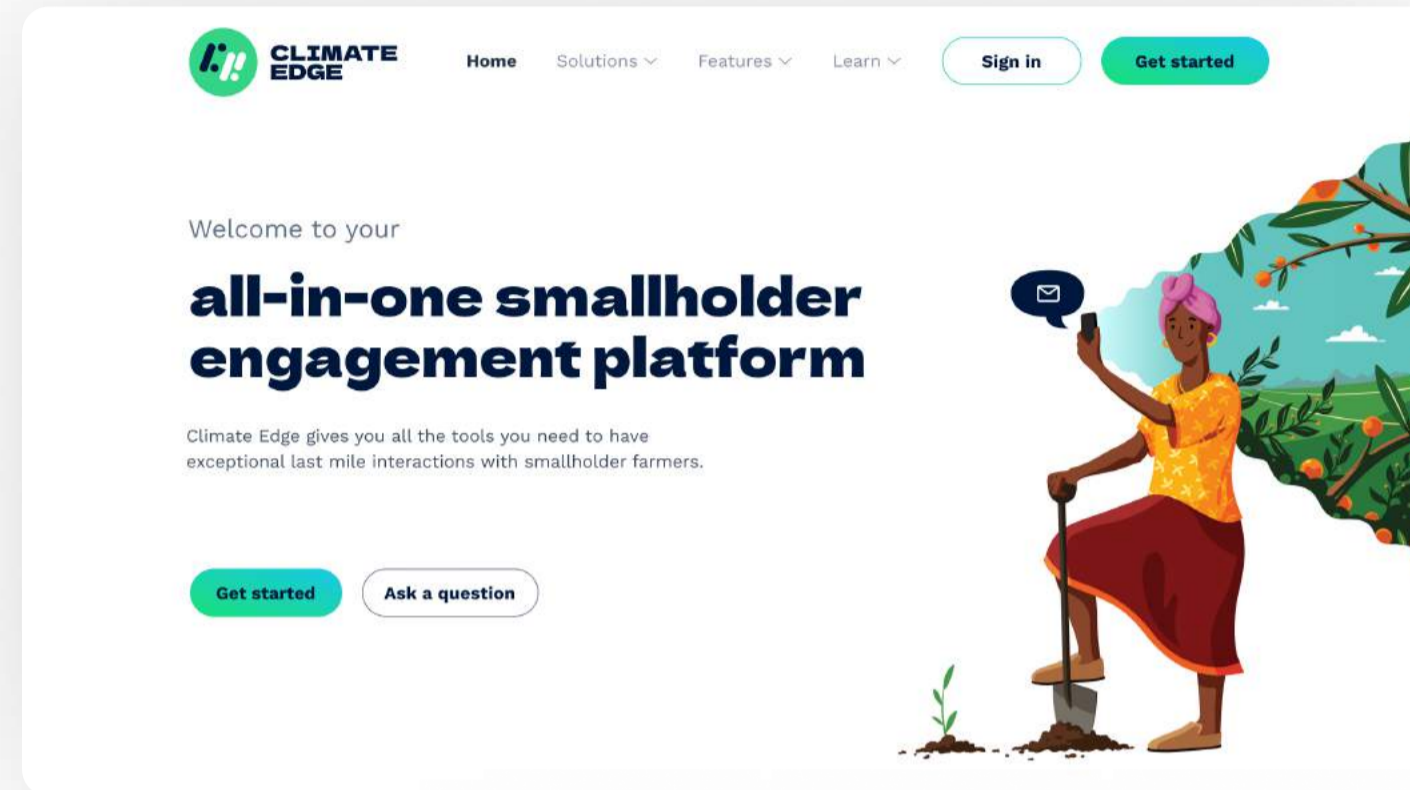 CLIMATE
EDGE
Home
Solutions
Features
Learn
Sign in
Get started
Welcome to your
all-in-one smallholder
engagement platform
Climate Edge gives you all the tools you need to have
exceptional last mile interactions with smallholder farmers.
Get started
Ask a question